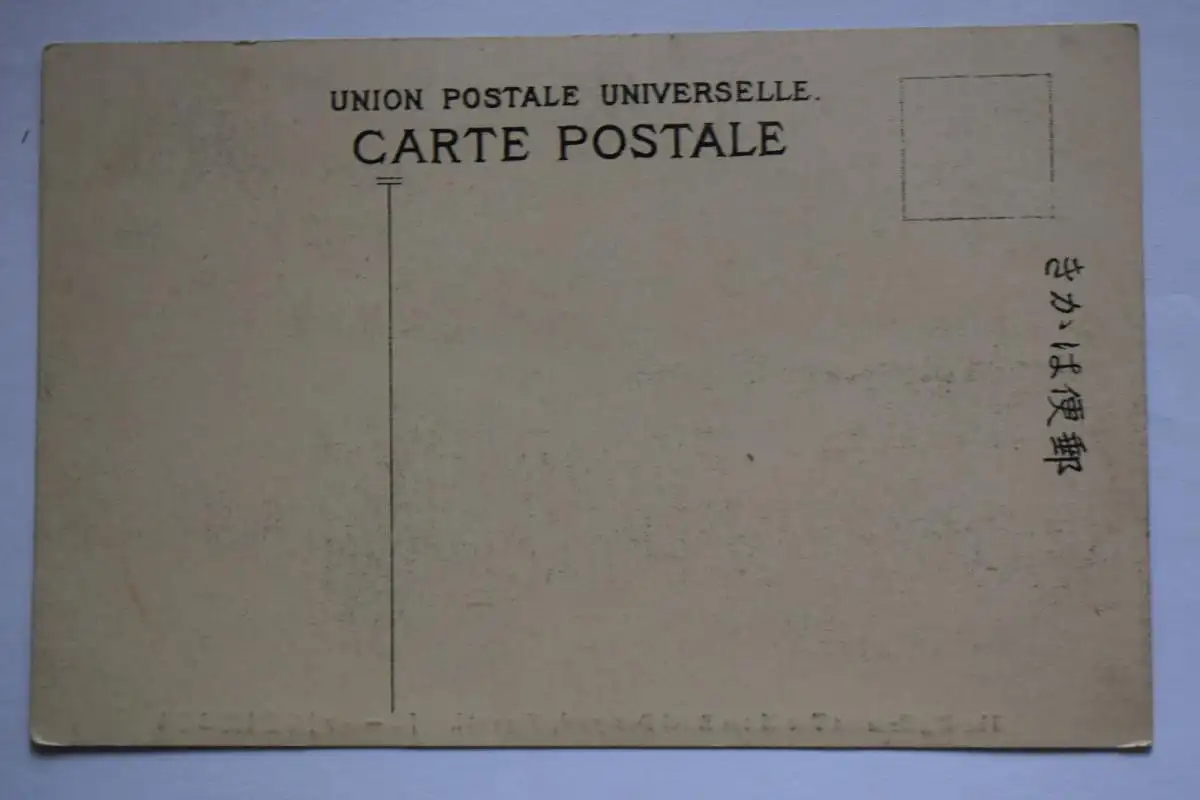 UNION POSTALE UNIVERSELLE.
CARTE POSTALE
きかは便郵